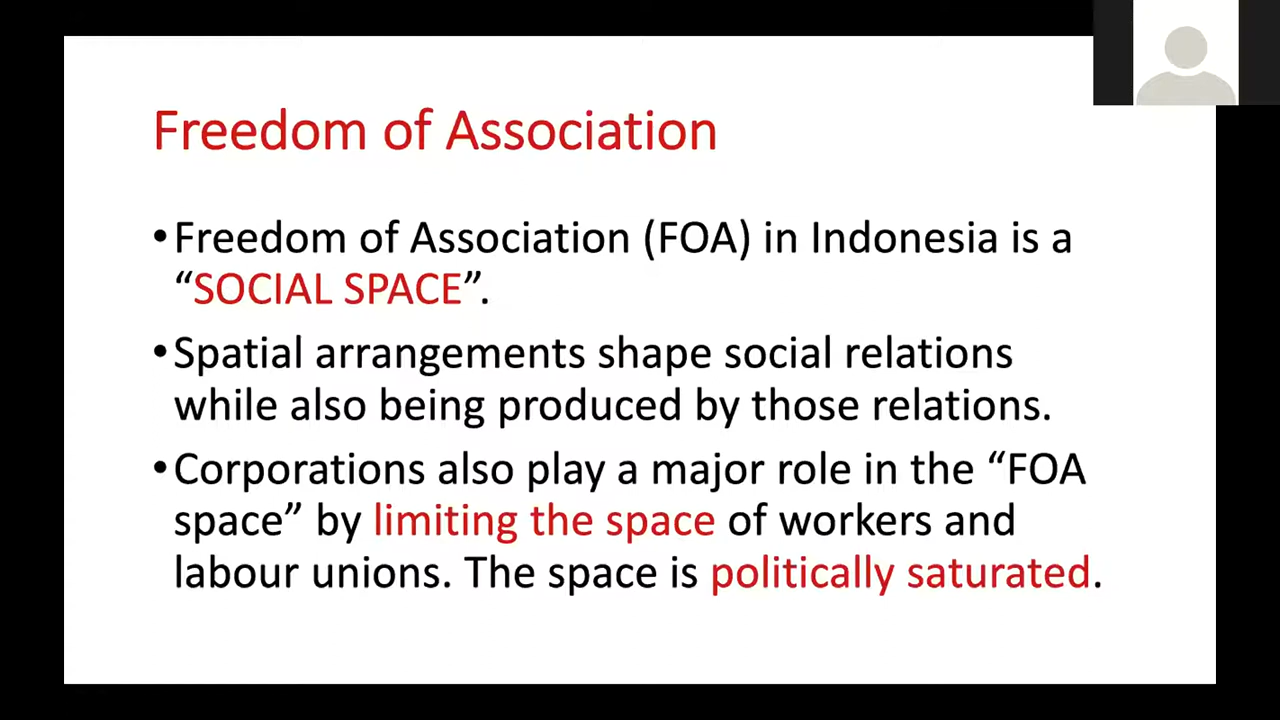 Freedom of Association
•Freedom of Association (FOA) in Indonesia is a
“SOCIAL SPACE”.
•Spatial arrangements shape social relations
while also being produced by those relations.
•Corporations also play a major role in the “FOA
space” by limiting the space of workers and
labour unions. The space is politically saturated.